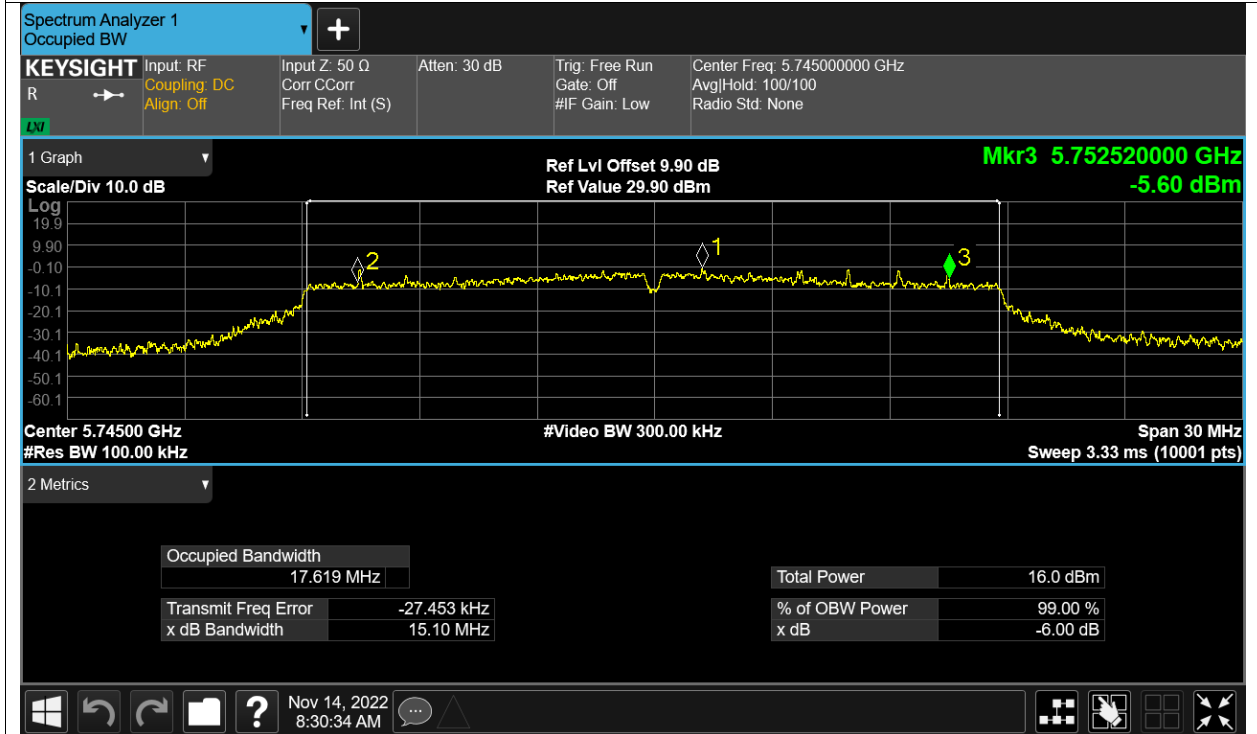 Spectrum Analyzer 1
Occupied BW
KEYSIGHT
R
LXI
Input: RF
Coupling: DC
Align: Off
Input Z: 50 Ω
Corr CCorr
Freq Ref: Int (S)
Atten: 30 dB
Trig: Free Run
Gate: Off
#IF Gain: Low
Center Freq: 5.745000000 GHz
Avg|Hold: 100/100
Radio Std: None
1 Graph
Scale/Div 10.0 dB
Ref Lvl Offset 9.90 dB
Ref Value 29.90 dBm
Mkr3 5.752520000 GHz
-5.60 dBm
Log
19.9
9.90
-0.10
-10.1
-20.1
-30.1
-40.1
-50.1
-60.1
2
1
3
Center 5.74500 GHz
#Res BW 100.00 kHz
#Video BW 300.00 kHz
Span 30 MHz
Sweep 3.33 ms (10001 pts)
2 Metrics
Occupied Bandwidth
17.619 MHz
Transmit Freq Error -27.453 kHz
x dB Bandwidth 15.10 MHz
Total Power 16.0 dBm
% of OBW Power 99.00 %
x dB -6.00 dB
?
Nov 14, 2022
8:30:34 AM